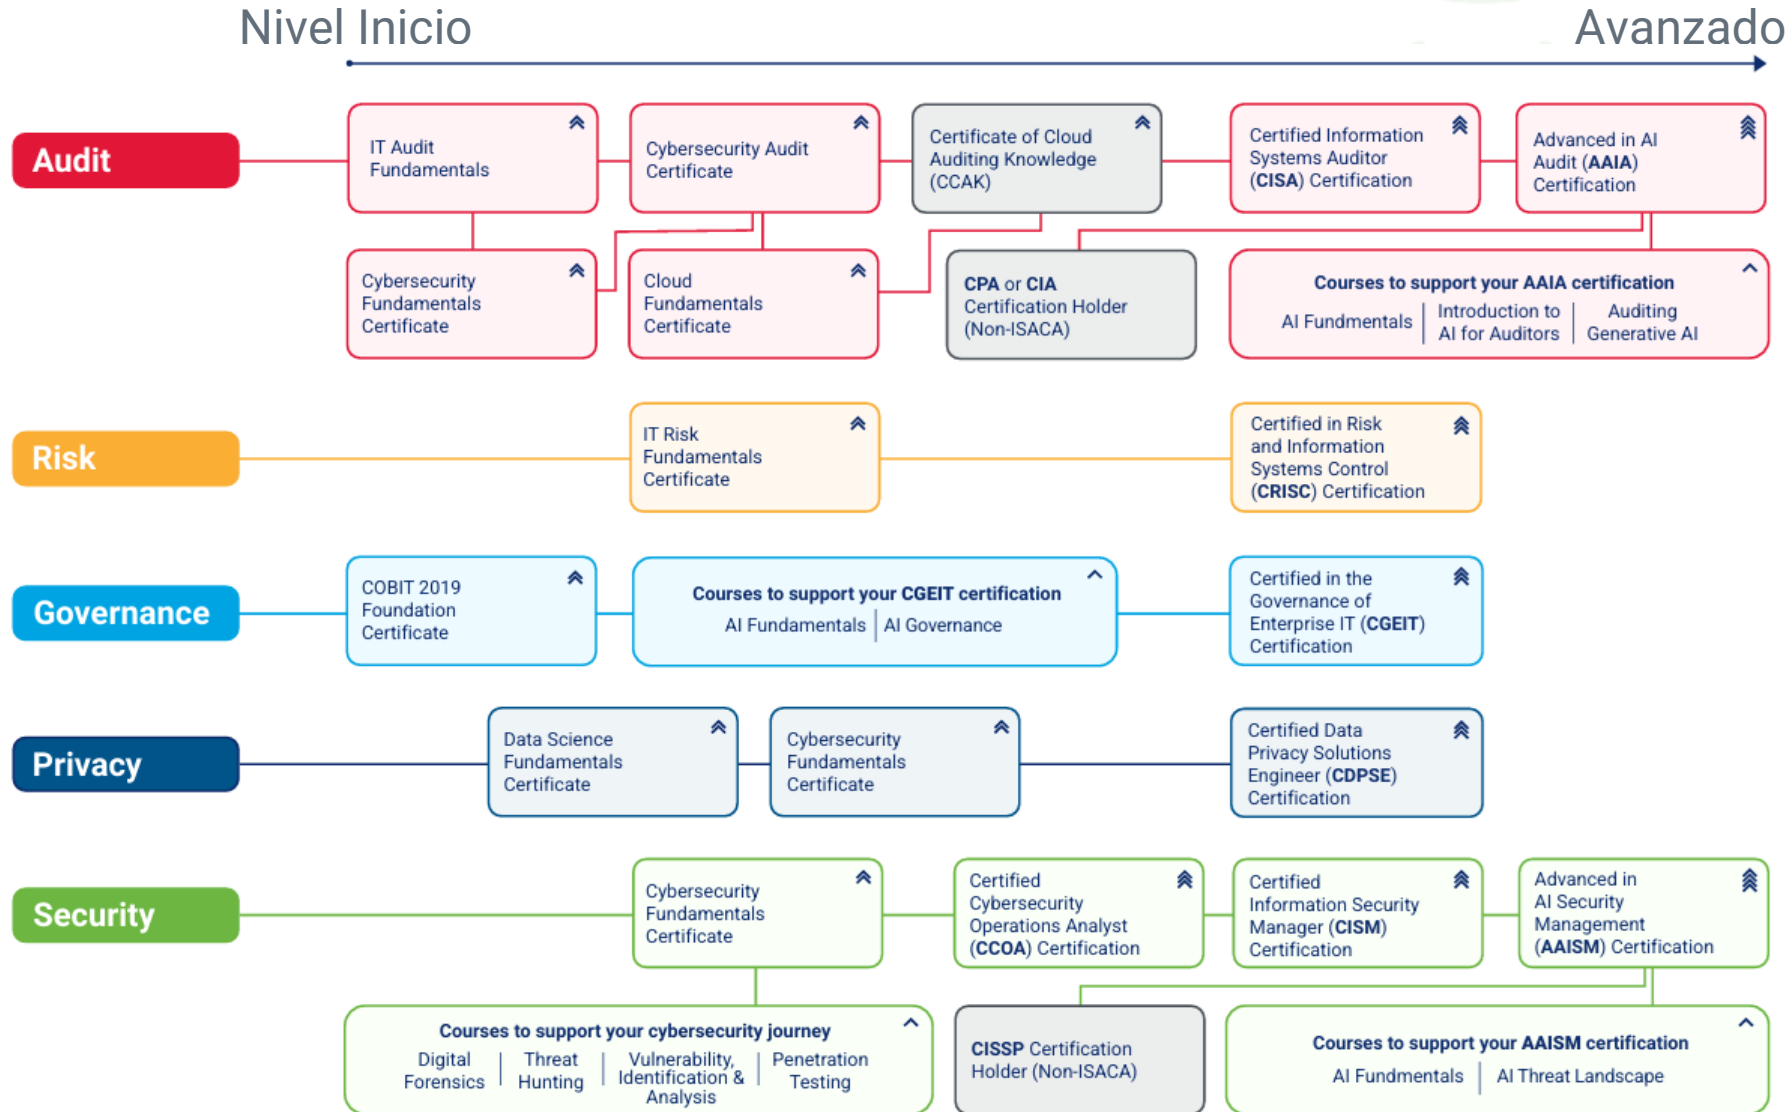 Nivel Inicio
Avanzado
Audit
IT Audit
Fundamentals
Cybersecurity Audit
Certificate
Certificate of Cloud
Auditing Knowledge
(CCAK)
Certified Information
Systems Auditor
(CISA) Certification
Advanced in AI
Audit (AAIA)
Certification
Cybersecurity
Fundamentals
Certificate
Cloud
Fundamentals
Certificate
CPA or CIA
Certification Holder
(Non-ISACA)
Courses to support your AAIA certification
AI Fundmentals
Introduction to
AI for Auditors
Auditing
Generative AI
Risk
IT Risk
Fundamentals
Certificate
Certified in Risk
and Information
Systems Control
(CRISC) Certification
Governance
COBIT 2019
Foundation
Certificate
Courses to support your CGEIT certification
AI Fundamentals
AI Governance
Certified in the
Governance of
Enterprise IT (CGEIT)
Certification
Privacy
Data Science
Fundamentals
Certificate
Cybersecurity
Fundamentals
Certificate
Certified Data
Privacy Solutions
Engineer (CDPSE)
Certification
Security
Cybersecurity
Fundamentals
Certificate
Certified
Cybersecurity
Operations Analyst
(CCOA) Certification
Certified
Information Security
Manager (CISM)
Certification
Advanced in
AI Security
Management
(AAISM) Certification
Courses to support your cybersecurity journey
Digital
Forensics
Threat
Hunting
Vulnerability,
Identification &
Analysis
Penetration
Testing
CISSP Certification
Holder (Non-ISACA)
Courses to support your AAISM certification
AI Fundmentals
AI Threat Landscape